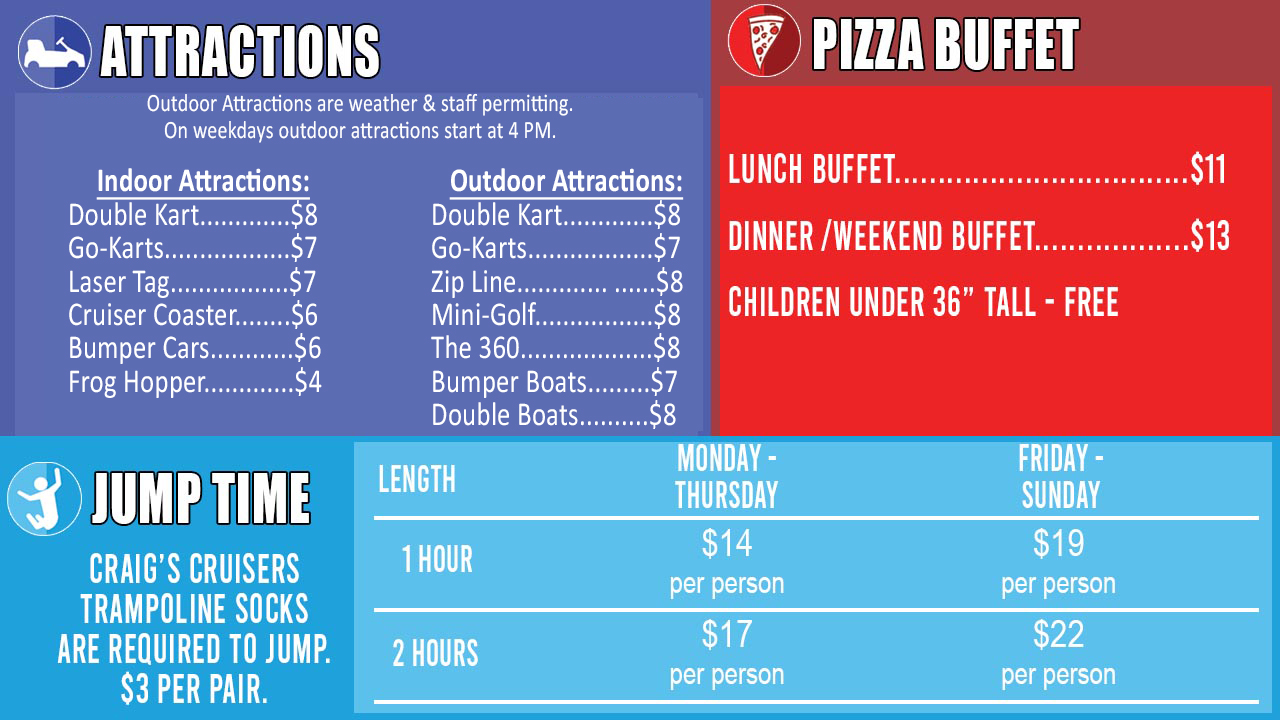 ATTRACTIONS
Outdoor Attractions are weather & staff permitting.
On weekdays outdoor attractions start at 4 PM.
Indoor Attractions:
Double Kart.............$8
Go-Karts..................$7
Laser Tag.................$7
Cruiser Coaster........$6
Bumper Cars............$6
Frog Hopper.............$4
Outdoor Attractions:
Double Kart.............$8
Go-Karts..................$7
Zip Line............. ......$8
Mini-Golf.................$8
The 360...................$8
Bumper Boats.........$7
Double Boats..........$8
PIZZA BUFFET
LUNCH BUFFET..................................$11
DINNER /WEEKEND BUFFET..................$13
CHILDREN UNDER 36” TALL - FREE
JUMP TIME
CRAIG’S CRUISERS
TRAMPOLINE SOCKS
ARE REQUIRED TO JUMP.
$3 PER PAIR.
LENGTH
MONDAY -
THURSDAY
FRIDAY -
SUNDAY
1 HOUR
$14
per person
$19
per person
2 HOURS
$17
per person
$22
per person